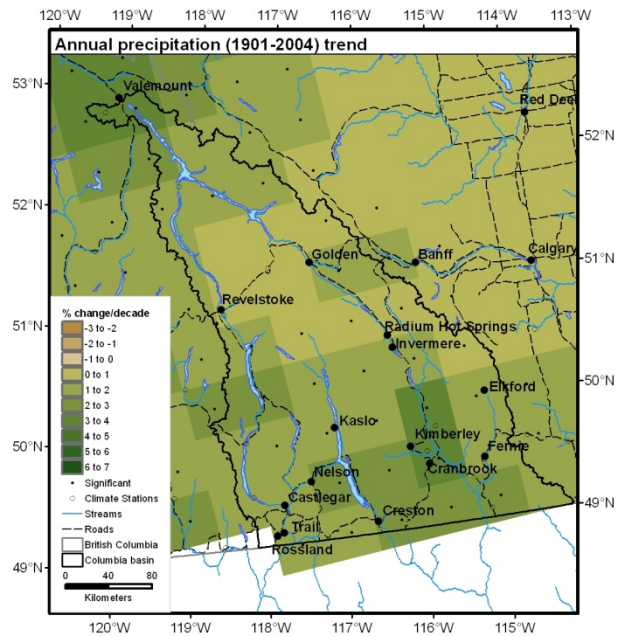 119°W 118°W 117°W 116°W 115°W 114°W 113°W
Annual precipitation (1901-2004) trend
53°N
Valemount
Red Deer
52°N
52°N
Golden
Banff
Calgary
51°N
Revelstoke
% change/decade
-3 to -2
-2 to -1
-1 to 0
0 to 1
1 to 2
2 to 3
3 to 4
4 to 5
5 to 6
6 to 7
Significant
Climate Stations
Streams
Roads
British Columbia
Columbia basin
0 40 80
Kilometers
51°N
Radium Hot Springs
Invermere
50°N
Elkford
Kaslo
Kimberley
50°N
Fernie
Cranbrook
Nelson
Castlegar
Creston
49°N
Trail
Rossland
49°N
120°W 119°W 118°W 117°W 116°W 115°W